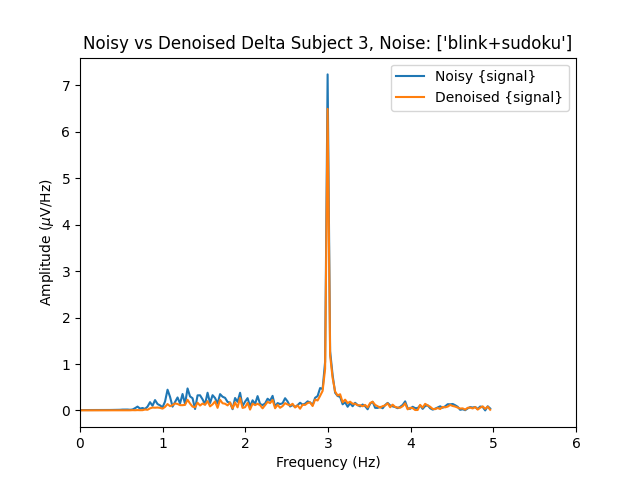 Noisy vs Denoised Delta Subject 3, Noise: ['blink+sudoku']
Noisy {signal}
Denoised {signal}
Amplitude (μV/Hz)
7
6
5
4
3
2
1
0
0 1 2 3 4 5 6
Frequency (Hz)